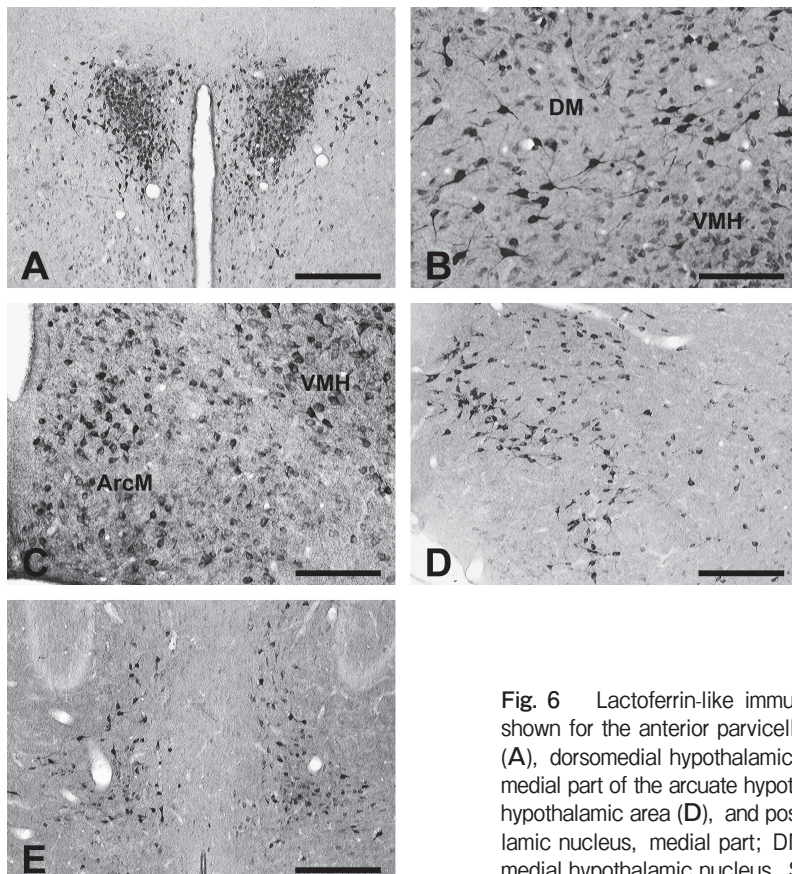 A
DM
VMH
B
VMH
ArcM
C
D
E
Fig. 6 Lactoferrin-like immu
shown for the anterior parvicell
(A), dorsomedial hypothalamic
medial part of the arcuate hypot
hypothalamic area (D), and pos
lamic nucleus, medial part; DM
medial hypothalamic nucleus.